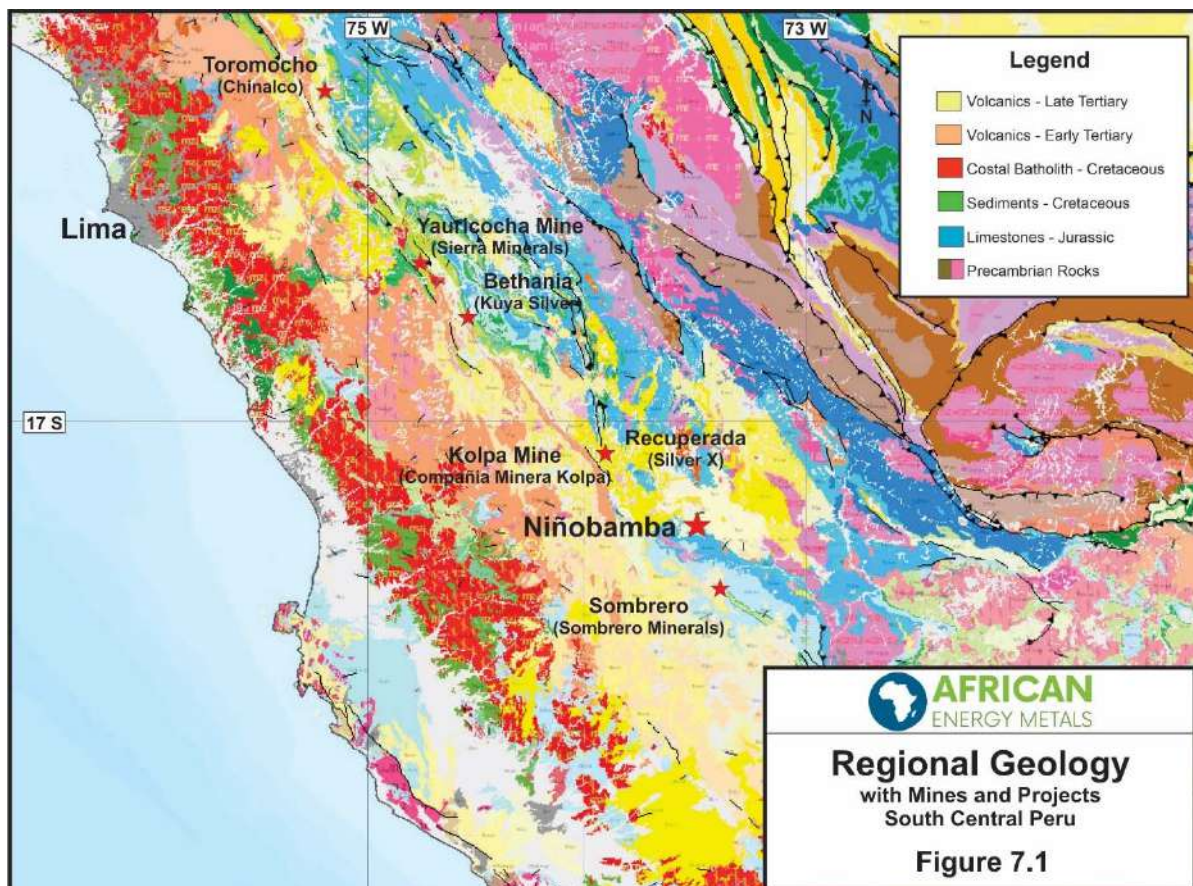 75 W
73 W
Toromocho
(Chinalco)
Legend
Volcanics - Late Tertiary
Volcanics - Early Tertiary
Costal Batholith - Cretaceous
Sediments - Cretaceous
Limestones - Jurassic
Precambrian Rocks
N
Lima
Yauricocha Mine
(Sierra Minerals)
Bethania
(Kuya Silver)
17 S
Kolpa Mine
(Compañia Minera Kolpa)
Recuperada
(Silver X)
Niñobamba
Sombrero
(Sombrero Minerals)
AFRICAN
ENERGY METALS
Regional Geology
with Mines and Projects
South Central Peru
Figure 7.1